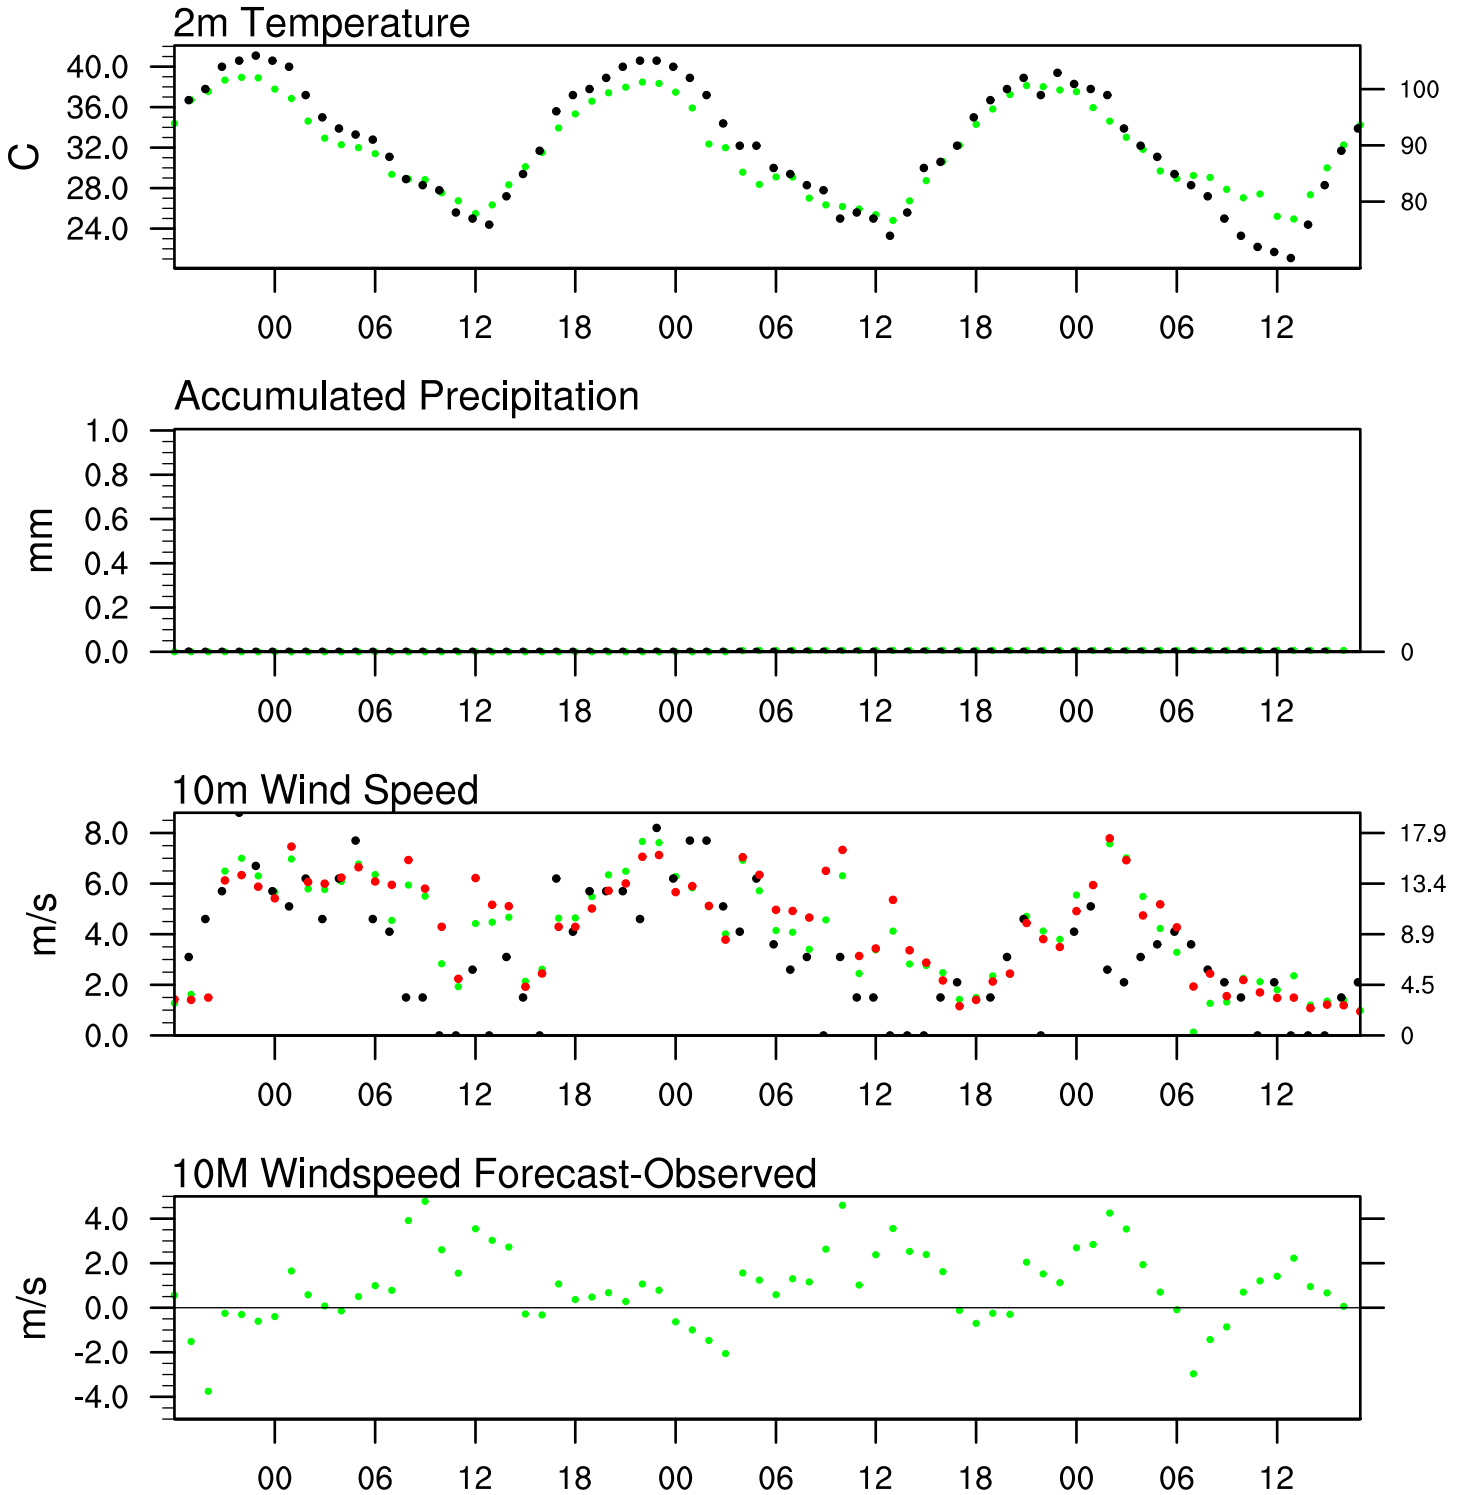 2m Temperature
40.0
36.0
32.0
28.0
24.0
C
100
90
80
00 06 12 18 00 06 12 18 00 06 12
Accumulated Precipitation
1.0
0.8
0.6
0.4
0.2
0.0
mm
0
00 06 12 18 00 06 12 18 00 06 12
10m Wind Speed
8.0
6.0
4.0
2.0
0.0
m/s
17.9
13.4
8.9
4.5
0
00 06 12 18 00 06 12 18 00 06 12
10M Windspeed Forecast-Observed
4.0
2.0
0.0
-2.0
-4.0
m/s
00 06 12 18 00 06 12 18 00 06 12